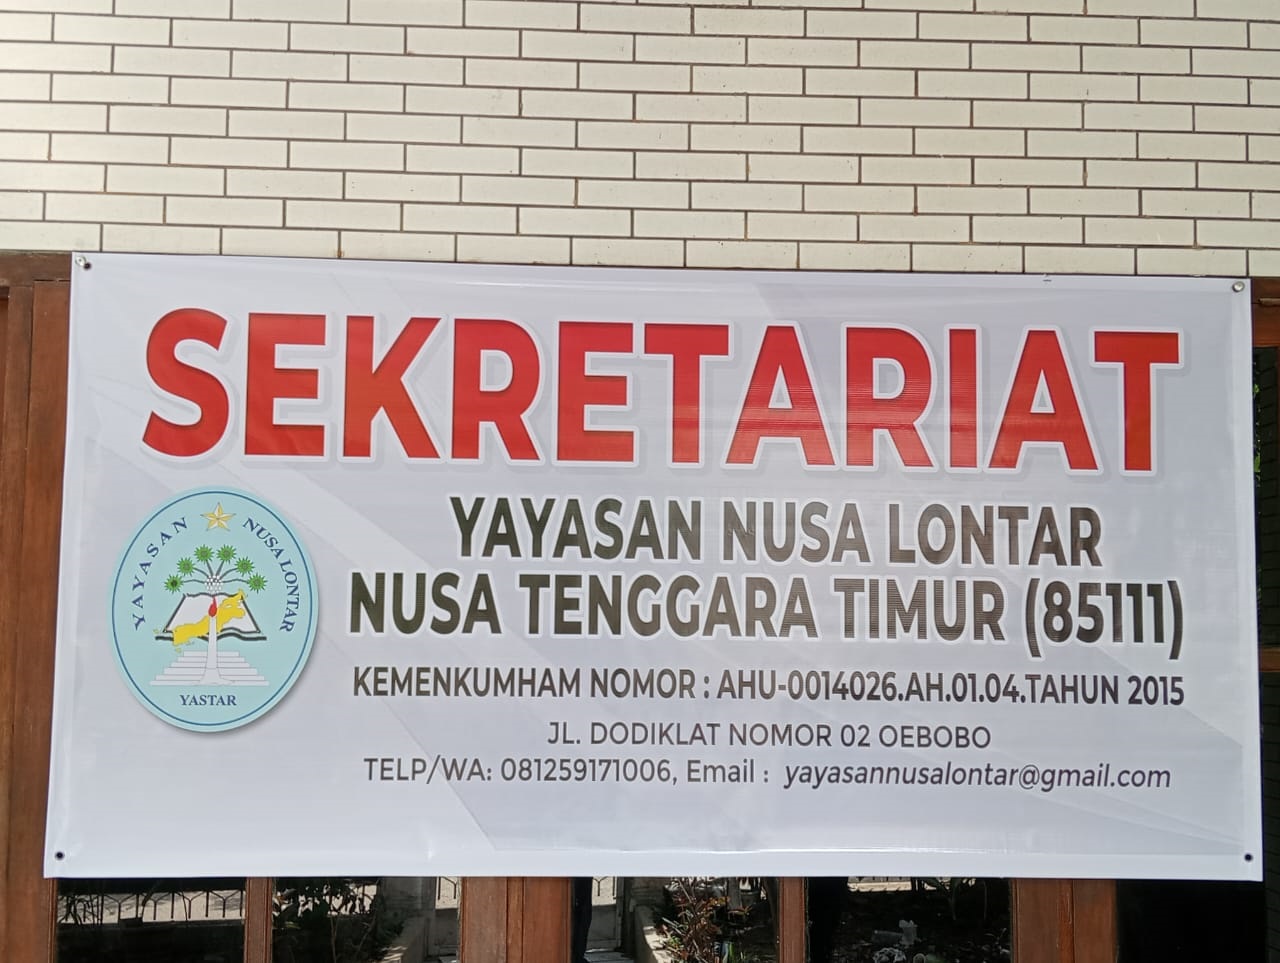 SEKRETARIAT
YAYASAN NUSA LONTAR
YASTAR
YAYASAN NUSA LONTAR
NUSA TENGGARA TIMUR (85111)
KEMENKUMHAM NOMOR : AHU-0014026.AH.01.04.TAHUN 2015
JL. DODIKLAT NOMOR 02 OEBOBO
TELP/WA: 081259171006, Email : yayasannusalontar@gmail.com